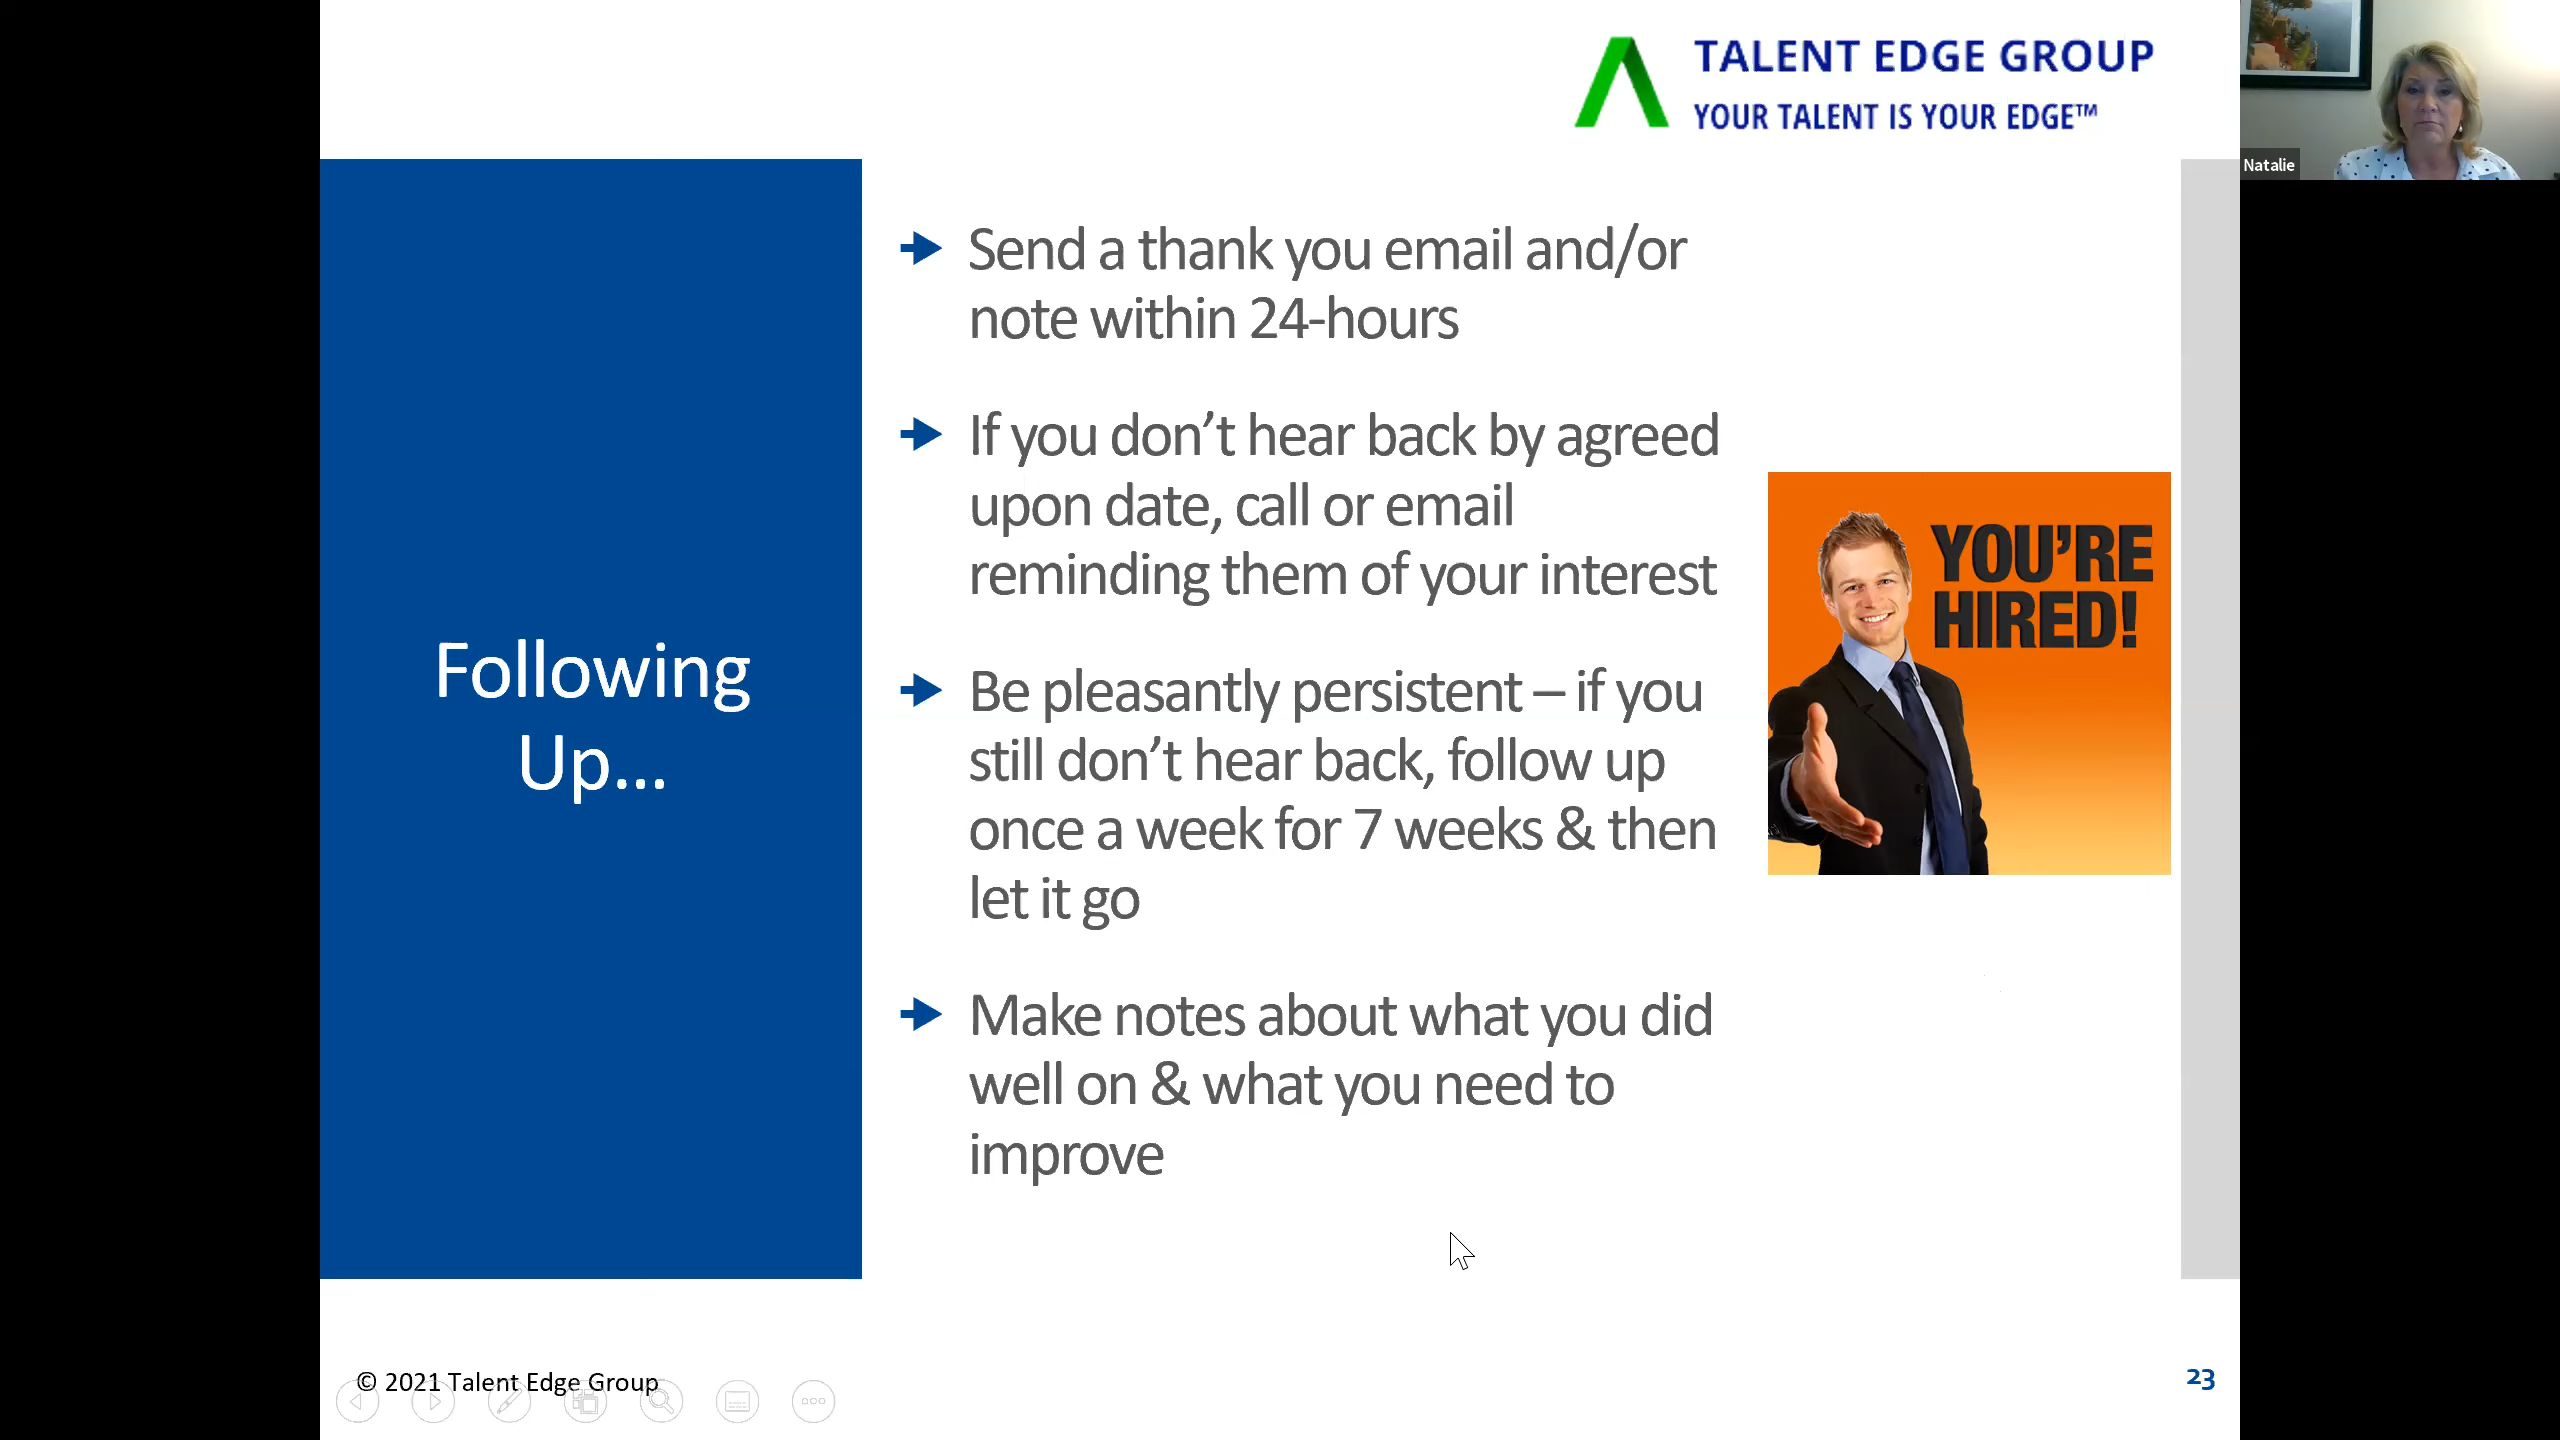 TALENT EDGE GROUP
YOUR TALENT IS YOUR EDGE™
Natalie
Following
Up...
Send a thank you email and/or
note within 24-hours
If you don’t hear back by agreed
upon date, call or email
reminding them of your interest
Be pleasantly persistent – if you
still don’t hear back, follow up
once a week for 7 weeks & then
let it go
Make notes about what you did
well on & what you need to
improve
YOU’RE
HIRED!
© 2021 Talent Edge Group
23